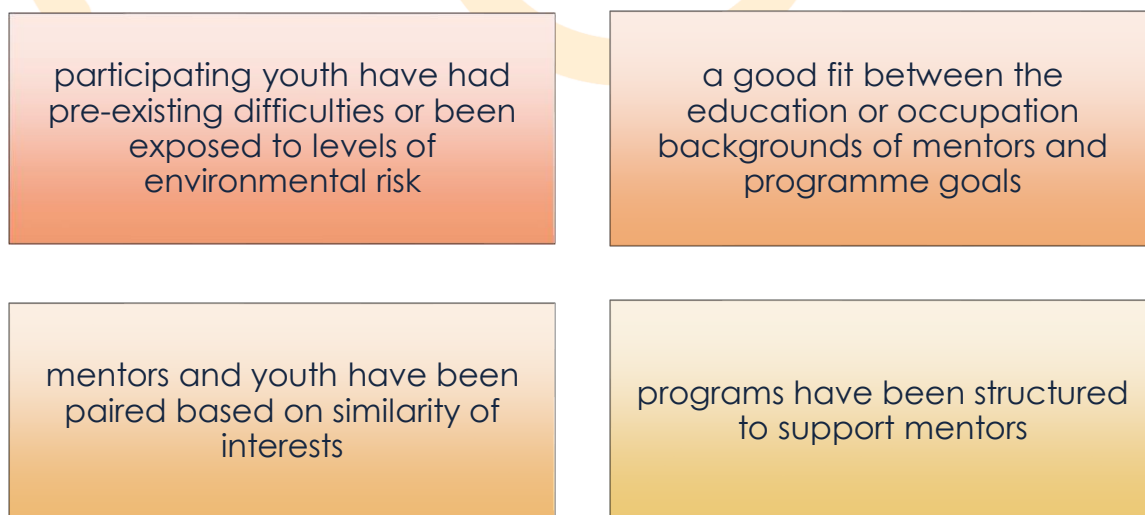 participating youth have had
pre-existing difficulties or been
exposed to levels of
environmental risk
a good fit between the
education or occupation
backgrounds of mentors and
programme goals
mentors and youth have been
paired based on similarity of
interests
programs have been structured
to support mentors